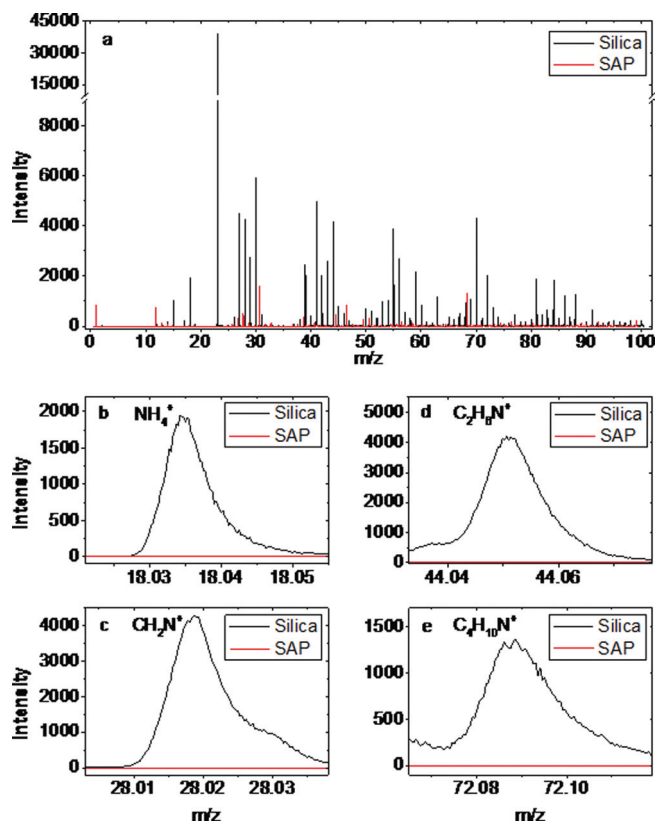 45000
a
Silica
SAP
30000
15000
8000
6000
4000
2000
0
Intensity
0 10 20 30 40 50 60 70 80 90 100
m/z
b NH4+
Silica
SAP
2000
1500
1000
500
0
Intensity
18.03 18.04 18.05
d C2H6N+
Silica
SAP
5000
4000
3000
2000
1000
0
44.04 44.06
c CH2N+
Silica
SAP
4000
3000
2000
1000
0
Intensity
28.01 28.02 28.03
m/z
e C4H10N+
Silica
SAP
1500
1000
500
0
72.08 72.10
m/z